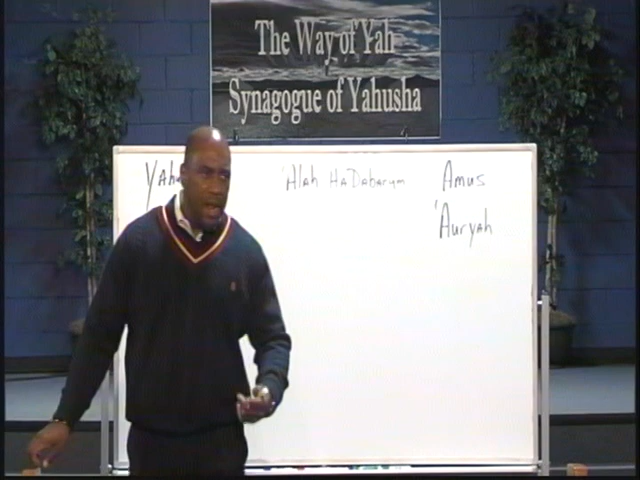 The Way of Yah
Synagogue of Yahusha
'Alah HaDabarym
Amus
'Auryah